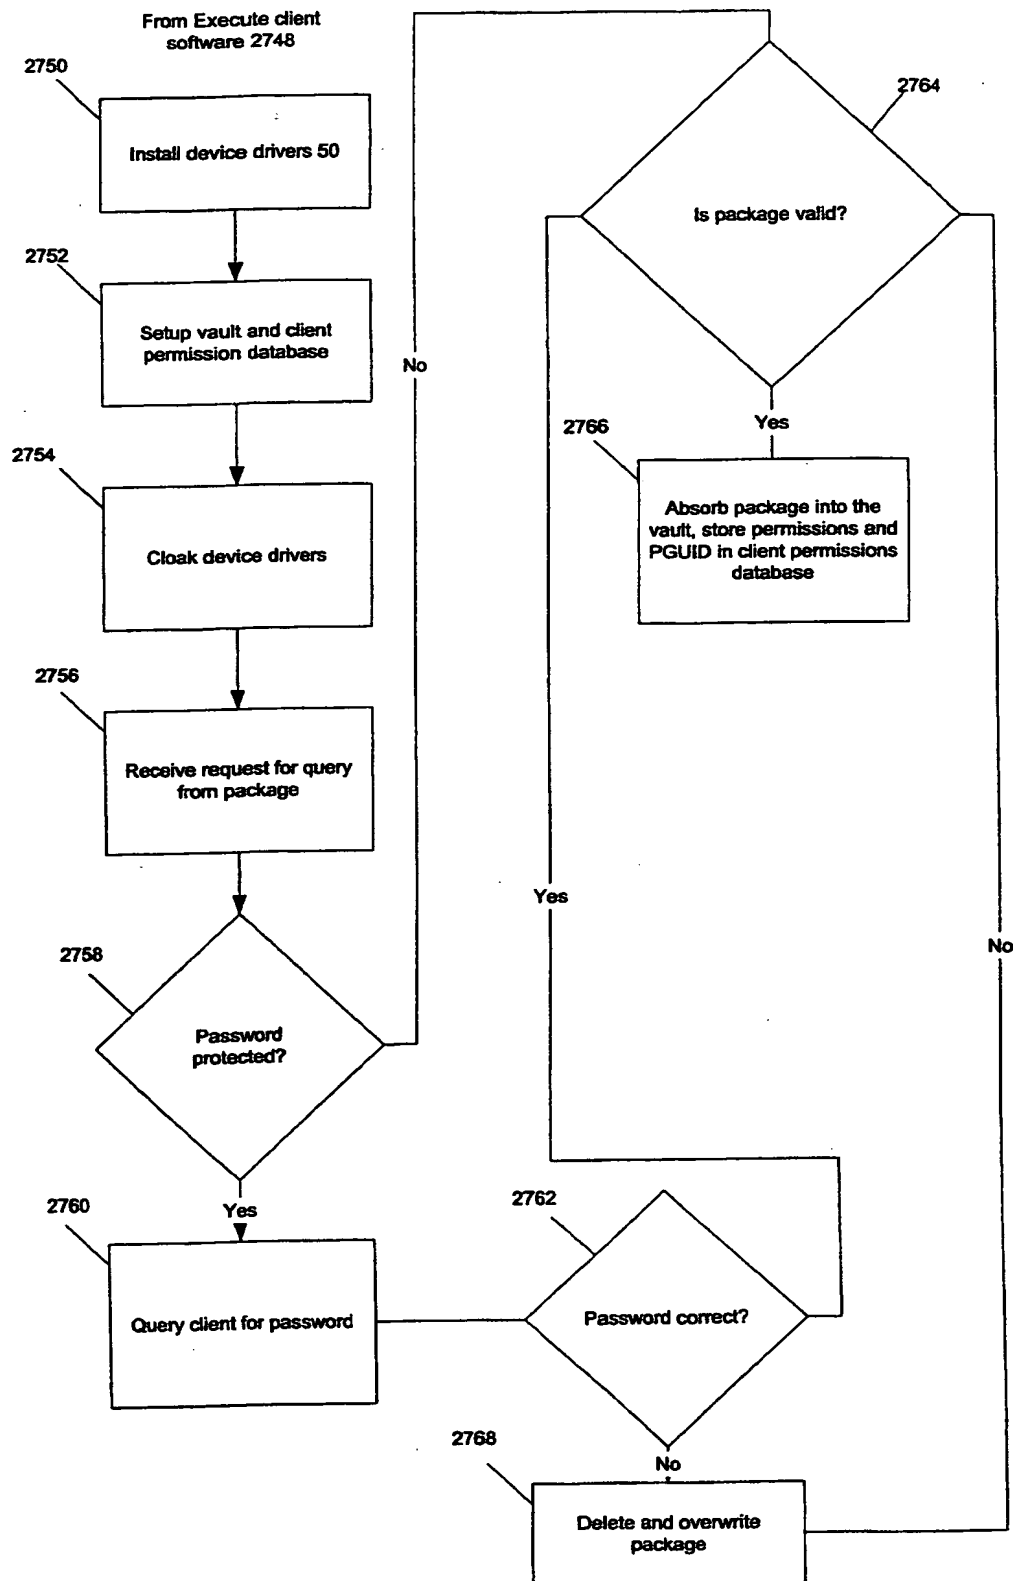 From Execute client
software 2748
2750
Install device drivers 50
2752
Setup vault and client
permission database
2754
Cloak device drivers
2756
Receive request for query
from package
2758
Password
protected?
No
Yes
2760
Query client for password
2762
Password correct?
Yes
No
2764
Is package valid?
Yes
No
2766
Absorb package into the
vault, store permissions and
PGUID in client permissions
database
2768
Delete and overwrite
package